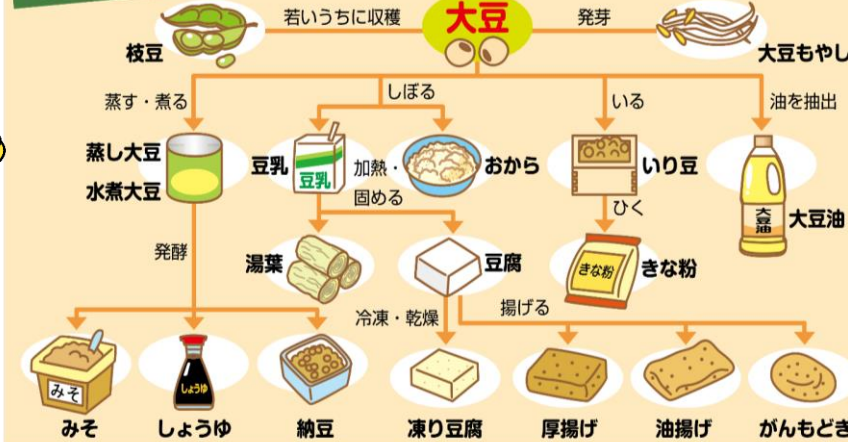 若いうちに収穫
大豆
発芽
枝豆
大豆もやし
蒸す・煮る
しぼる
いる
油を抽出
蒸し大豆
水煮大豆
豆乳
豆乳
加熱・
固める
おから
いり豆
大豆油
大豆油
発酵
ひく
湯葉
豆腐
きな粉
きな粉
冷凍・乾燥
揚げる
みそ
しょうゆ
みそ
しょうゆ
納豆
凍り豆腐
厚揚げ
油揚げ
がんもどき